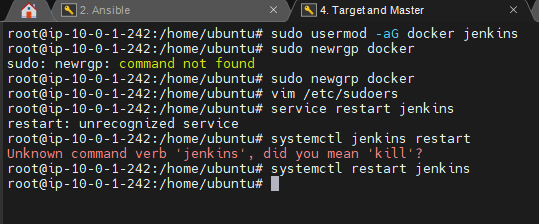 2. Ansible
4. Target and Master
root@ip-10-0-1-242:/home/ubuntu# sudo usermod -aG docker jenkins
root@ip-10-0-1-242:/home/ubuntu# sudo newrgp docker
sudo: newrgp: command not found
root@ip-10-0-1-242:/home/ubuntu# sudo newgrp docker
root@ip-10-0-1-242:/home/ubuntu# vim /etc/sudoers
root@ip-10-0-1-242:/home/ubuntu# service restart jenkins
restart: unrecognized service
root@ip-10-0-1-242:/home/ubuntu# systemctl jenkins restart
Unknown command verb 'jenkins', did you mean 'kill'?
root@ip-10-0-1-242:/home/ubuntu# systemctl restart jenkins
root@ip-10-0-1-242:/home/ubuntu#